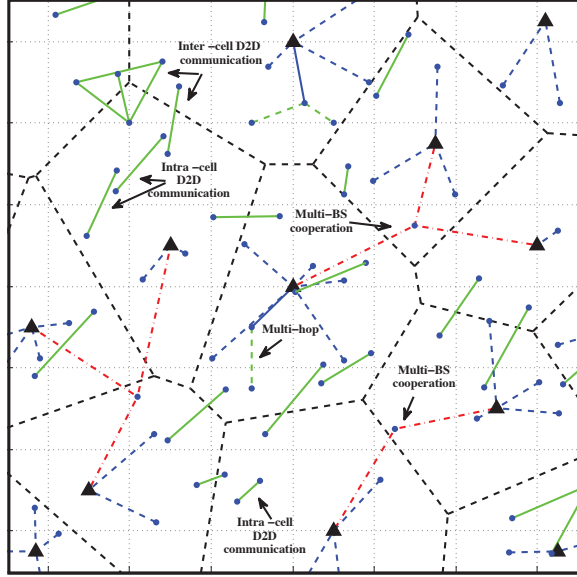 Inter -cell D2D
communication
Intra -cell
D2D
communication
Multi-BS
cooperation
Multi-hop
Multi-BS
cooperation
Intra -cell
D2D
communication